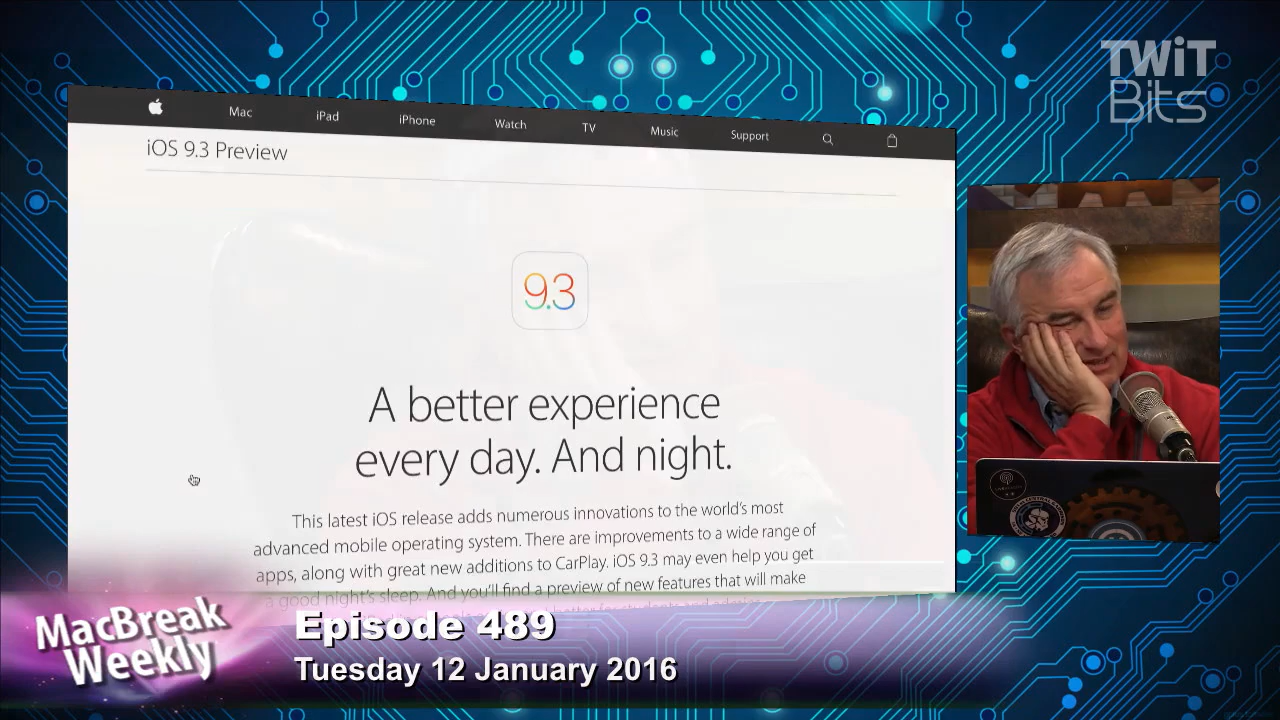 TWiT
Bits
Mac
iPad
iPhone
Watch
TV
Music
Support
iOS 9.3 Preview
9.3
A better experience
every day. And night.
This latest iOS release adds numerous innovations to the world's most
advanced mobile operating system. There are improvements to a wide range of
apps, along with great new additions to CarPlay. iOS 9.3 may even help you get
a good night's sleep. And you'll find a preview of new features that will make
MacBreak
Weekly
Episode 489
Tuesday 12 January 2016